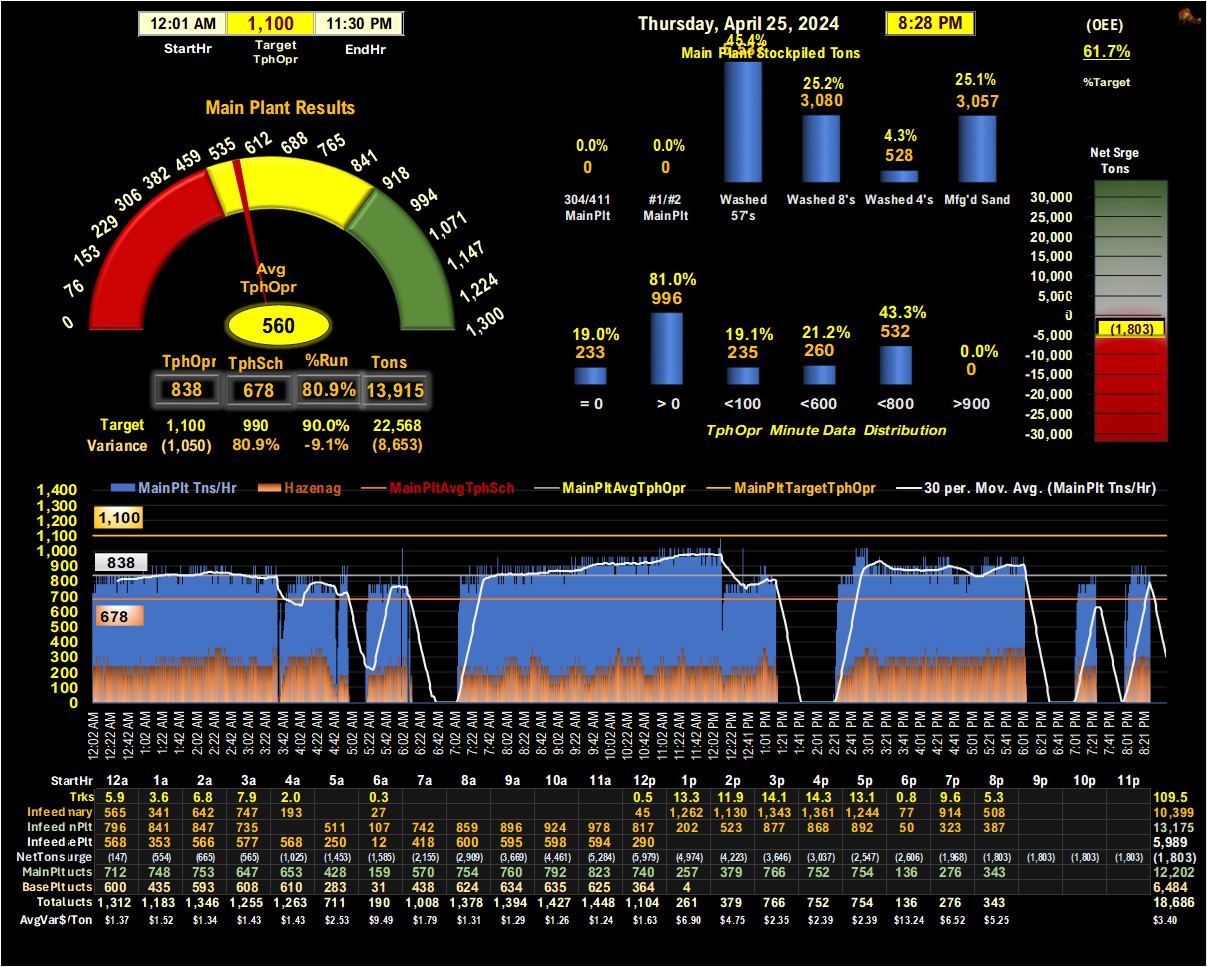 12:01 AM 1,100 11:30 PM
StartHr Target TphOpr EndHr
Thursday, April 25, 2024 8:28 PM
(OEE)
61.7%
%Target
Main Plant Stockpiled Tons
45.4%
25.2% 25.1%
3,080 3,057
0.0% 0.0% 4.3%
0 0 528
304/411 MainPlt #1/#2 MainPlt Washed 57's Washed 8's Washed 4's Mfg'd Sand
Main Plant Results
0 76 153 229 306 382 459 535 612 688 765 841 918 994 1,071 1,147 1,224 1,300
Avg
TphOpr
560
TphOpr TphSch %Run Tons
838 678 80.9% 13,915
Target 1,100 990 90.0% 22,568
Variance (1,050) 80.9% -9.1% (8,653)
19.0% 81.0% 19.1% 21.2% 43.3% 0.0%
233 996 235 260 532 0
= 0 > 0 <100 <600 <800 >900
TphOpr Minute Data Distribution
Net Srge
Tons
30,000
25,000
20,000
15,000
10,000
5,000
0
(1,803)
-5,000
-10,000
-15,000
-20,000
-25,000
-30,000
MainPlt Tns/Hr Hazenag MainPltAvgTphSch MainPltAvgTphOpr MainPltTargetTphOpr 30 per. Mov. Avg. (MainPlt Tns/Hr)
1,400
1,300
1,200
1,100
1,000
900
800
700
600
500
400
300
200
100
0
1,100
838
678
12:02 AM 12:22 AM 12:42 AM 1:02 AM 1:22 AM 1:42 AM 2:02 AM 2:22 AM 2:42 AM 3:02 AM 3:22 AM 3:42 AM 4:02 AM 4:22 AM 4:42 AM 5:02 AM 5:22 AM 5:42 AM 6:02 AM 6:22 AM 6:42 AM 7:02 AM 7:22 AM 7:42 AM 8:02 AM 8:22 AM 8:42 AM 9:02 AM 9:22 AM 9:42 AM 10:02 AM 10:22 AM 10:42 AM 11:02 AM 11:22 AM 11:42 AM 12:02 PM 12:22 PM 12:41 PM 1:01 PM 1:21 PM 1:41 PM 2:01 PM 2:21 PM 2:41 PM 3:01 PM 3:21 PM 3:41 PM 4:01 PM 4:21 PM 4:41 PM 5:01 PM 5:21 PM 5:41 PM 6:01 PM 6:21 PM 6:41 PM 7:01 PM 7:21 PM 7:41 PM 8:01 PM 8:21 PM
StartHr 12a 1a 2a 3a 4a 5a 6a 7a 8a 9a 10a 11a 12p 1p 2p 3p 4p 5p 6p 7p 8p 9p 10p 11p
Trks 5.9 3.6 6.8 7.9 2.0 0.3 0.5 13.3 11.9 14.1 14.3 13.1 0.8 9.6 5.3 109.5
Infeed mary 565 341 642 747 193 27 45 1,262 1,130 1,343 1,361 1,244 77 914 508 10,399
Infeed nPlt 796 841 847 735 511 107 742 859 896 924 978 817 202 523 877 868 892 50 323 387 13,175
Infeed ePlt 568 353 566 577 568 250 12 418 600 595 598 594 290 5,989
NetTons urge (147) (554) (665) (565) (1,025) (1,453) (1,585) (2,155) (2,909) (3,669) (4,461) (5,284) (5,979) (4,974) (4,223) (3,646) (3,037) (2,547) (2,606) (1,968) (1,803) (1,803) (1,803) (1,803) (1,803)
MainPlt ucts 712 748 753 647 653 428 159 570 754 760 792 823 740 257 379 766 752 754 136 276 343 12,202
BasePlt ucts 600 435 593 608 610 283 31 438 624 634 635 625 364 4 6,484
Total ucts 1,312 1,183 1,346 1,255 1,263 711 190 1,008 1,378 1,394 1,427 1,448 1,104 261 379 766 752 754 136 276 343 18,686
AvgVar$/Ton $1.37 $1.52 $1.34 $1.43 $1.43 $2.53 $9.49 $1.79 $1.31 $1.29 $1.26 $1.24 $1.63 $6.90 $4.75 $2.35 $2.39 $2.39 $13.24 $6.52 $5.25 $3.40